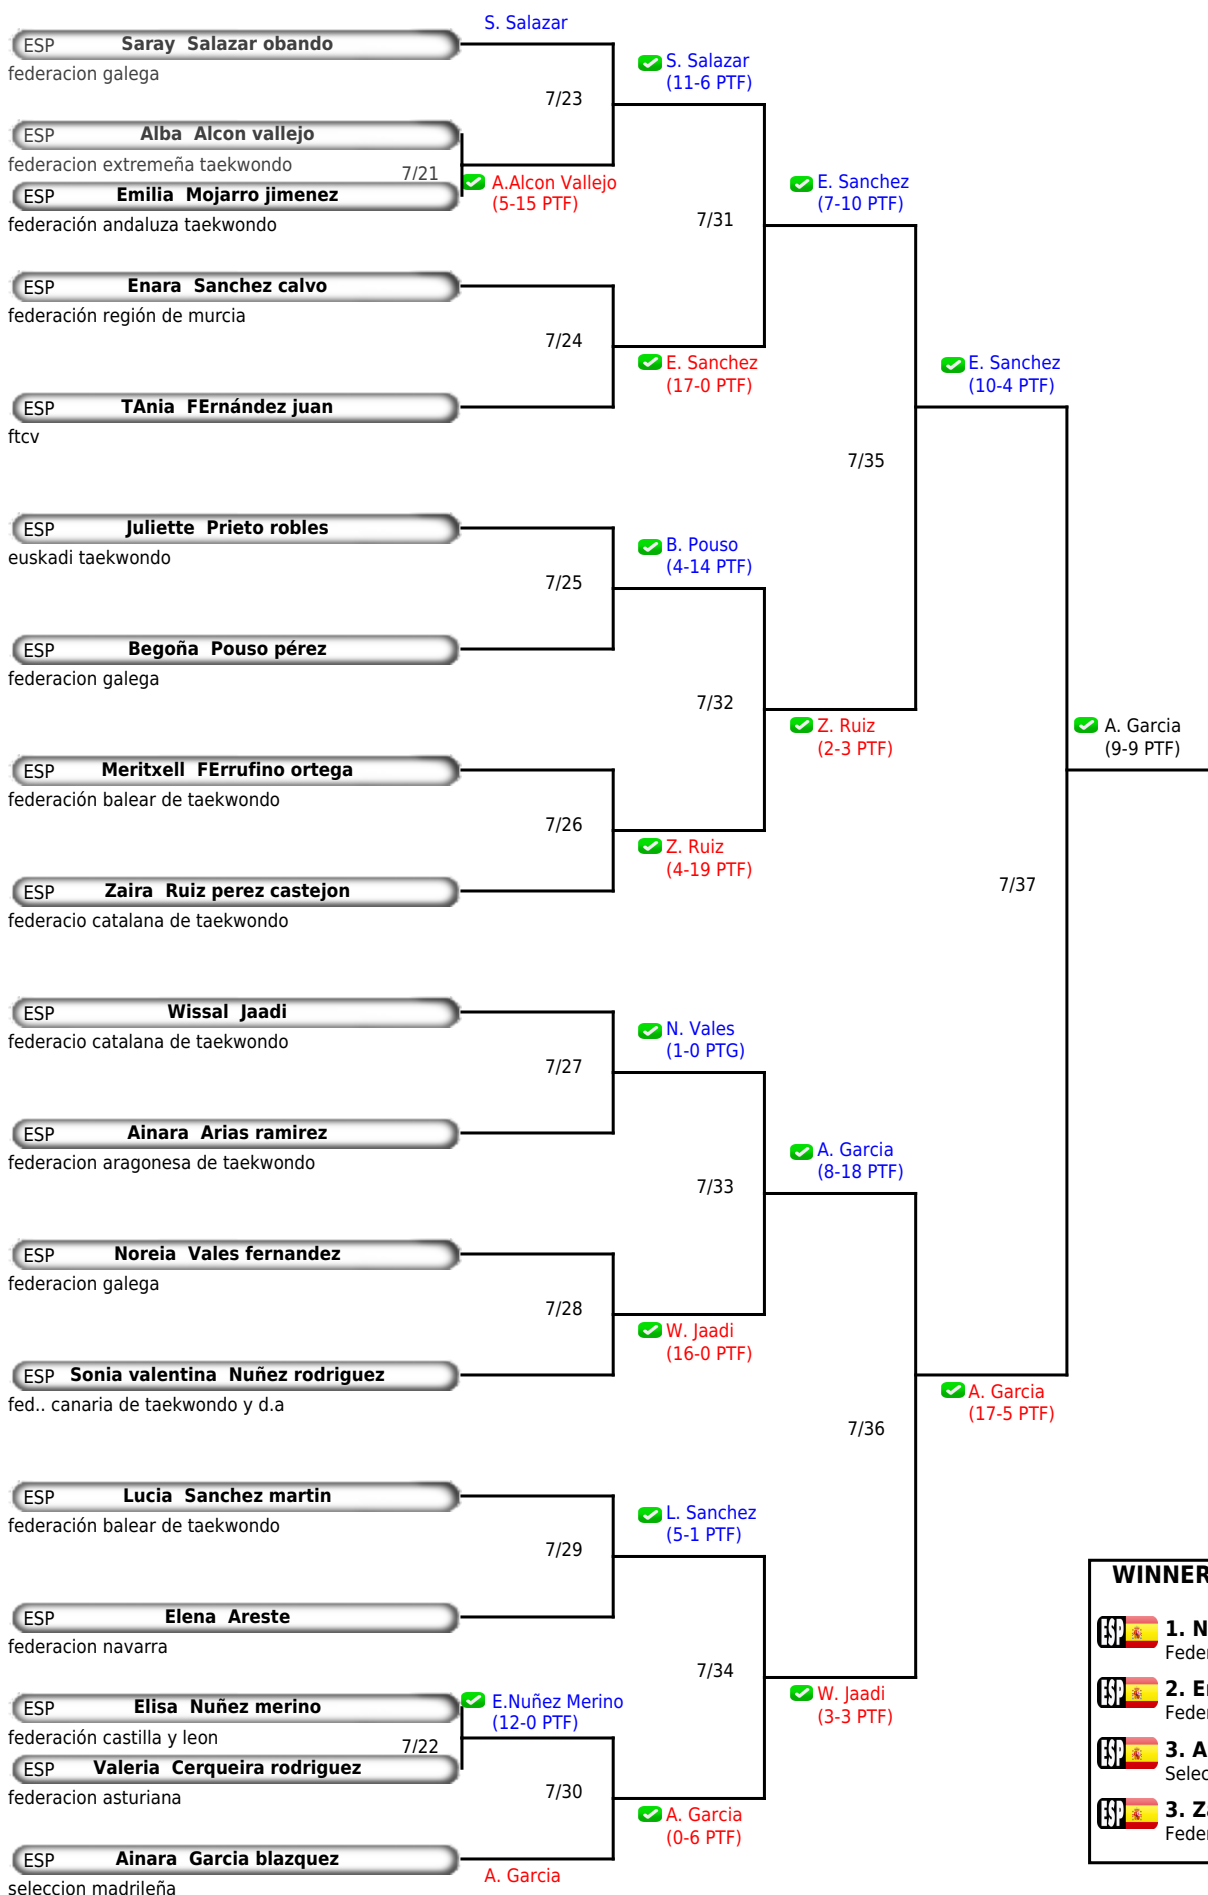 S. Salazar
ESP Saray Salazar obando
federacion galega
S. Salazar
(11-6 PTF)
7/23
ESP Alba Alcon vallejo
federacion extremeña taekwondo
7/21
A.Alcon Vallejo
(5-15 PTF)
ESP Emilia Mojarro jimenez
federación andaluza taekwondo
E. Sanchez
(7-10 PTF)
7/31
ESP Enara Sanchez calvo
federación región de murcia
7/24
E. Sanchez
(17-0 PTF)
E. Sanchez
(10-4 PTF)
ESP TAnia FErnández juan
ftcv
7/35
ESP Juliette Prieto robles
euskadi taekwondo
B. Pouso
(4-14 PTF)
7/25
ESP Begoña Pouso pérez
federacion galega
7/32
Z. Ruiz
(2-3 PTF)
A. Garcia
(9-9 PTF)
ESP Meritxell FErrufino ortega
federación balear de taekwondo
7/26
Z. Ruiz
(4-19 PTF)
ESP Zaira Ruiz perez castejon
federacio catalana de taekwondo
7/37
ESP Wissal Jaadi
federacio catalana de taekwondo
N. Vales
(1-0 PTG)
7/27
ESP Ainara Arias ramirez
federacion aragonesa de taekwondo
A. Garcia
(8-18 PTF)
7/33
ESP Noreia Vales fernandez
federacion galega
7/28
W. Jaadi
(16-0 PTF)
ESP Sonia valentina Nuñez rodriguez
fed.. canaria de taekwondo y d.a
A. Garcia
(17-5 PTF)
7/36
ESP Lucia Sanchez martin
federación balear de taekwondo
L. Sanchez
(5-1 PTF)
7/29
ESP Elena Areste
federacion navarra
7/34
ESP Elisa Nuñez merino
federación castilla y leon
E.Nuñez Merino
(12-0 PTF)
W. Jaadi
(3-3 PTF)
7/22
ESP Valeria Cerqueira rodriguez
federacion asturiana
7/30
A. Garcia
(0-6 PTF)
ESP Ainara Garcia blazquez
seleccion madrileña
A. Garcia
WINNER
ESP 1. N
Feder
ESP 2. E
Feder
ESP 3. A
Selec
ESP 3. Z
Feder